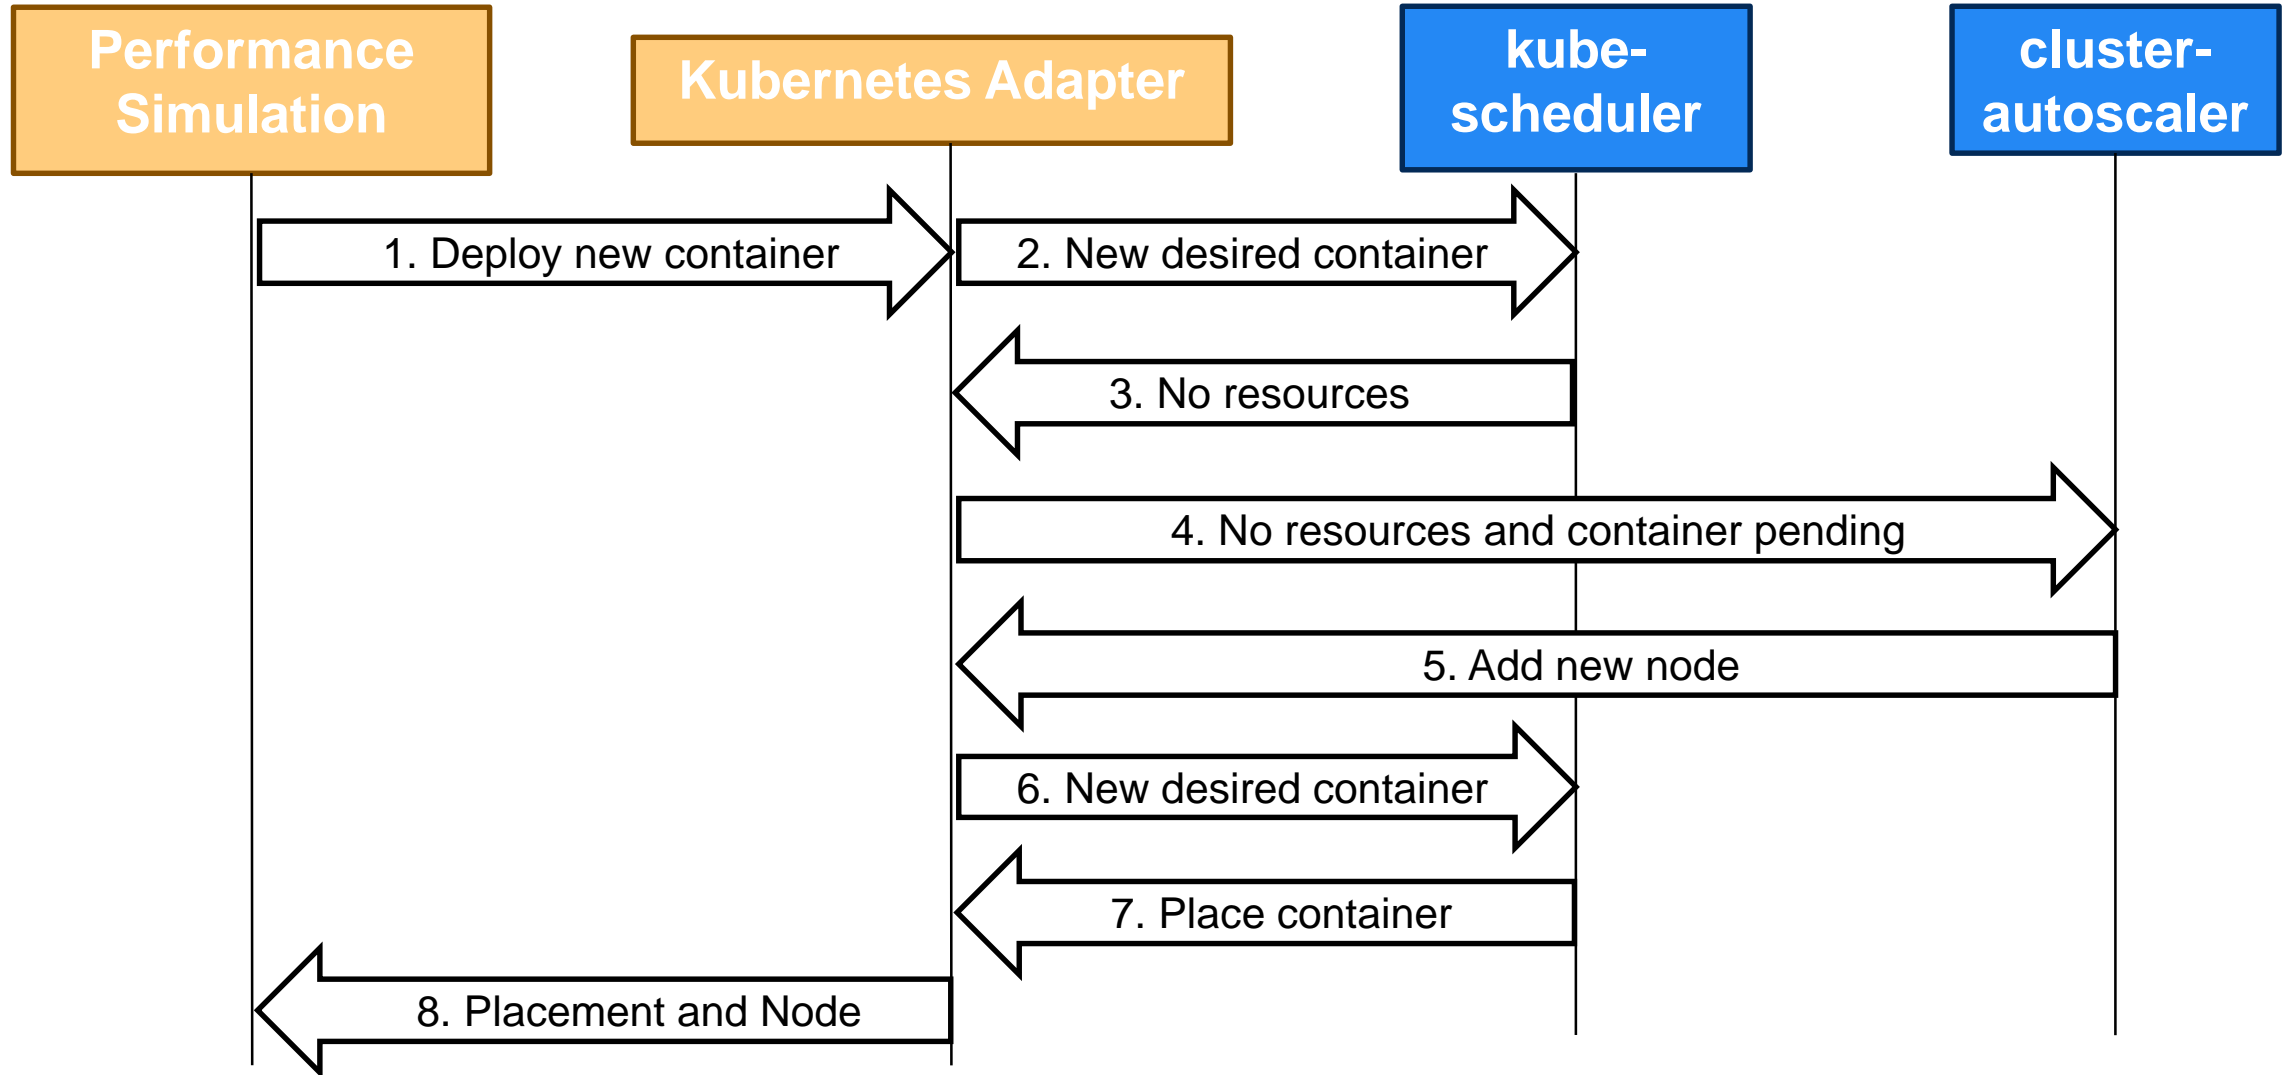 Performance
Simulation
Kubernetes Adapter
kube-
scheduler
cluster-
autoscaler
1. Deploy new container
2. New desired container
3. No resources
4. No resources and container pending
5. Add new node
6. New desired container
7. Place container
8. Placement and Node